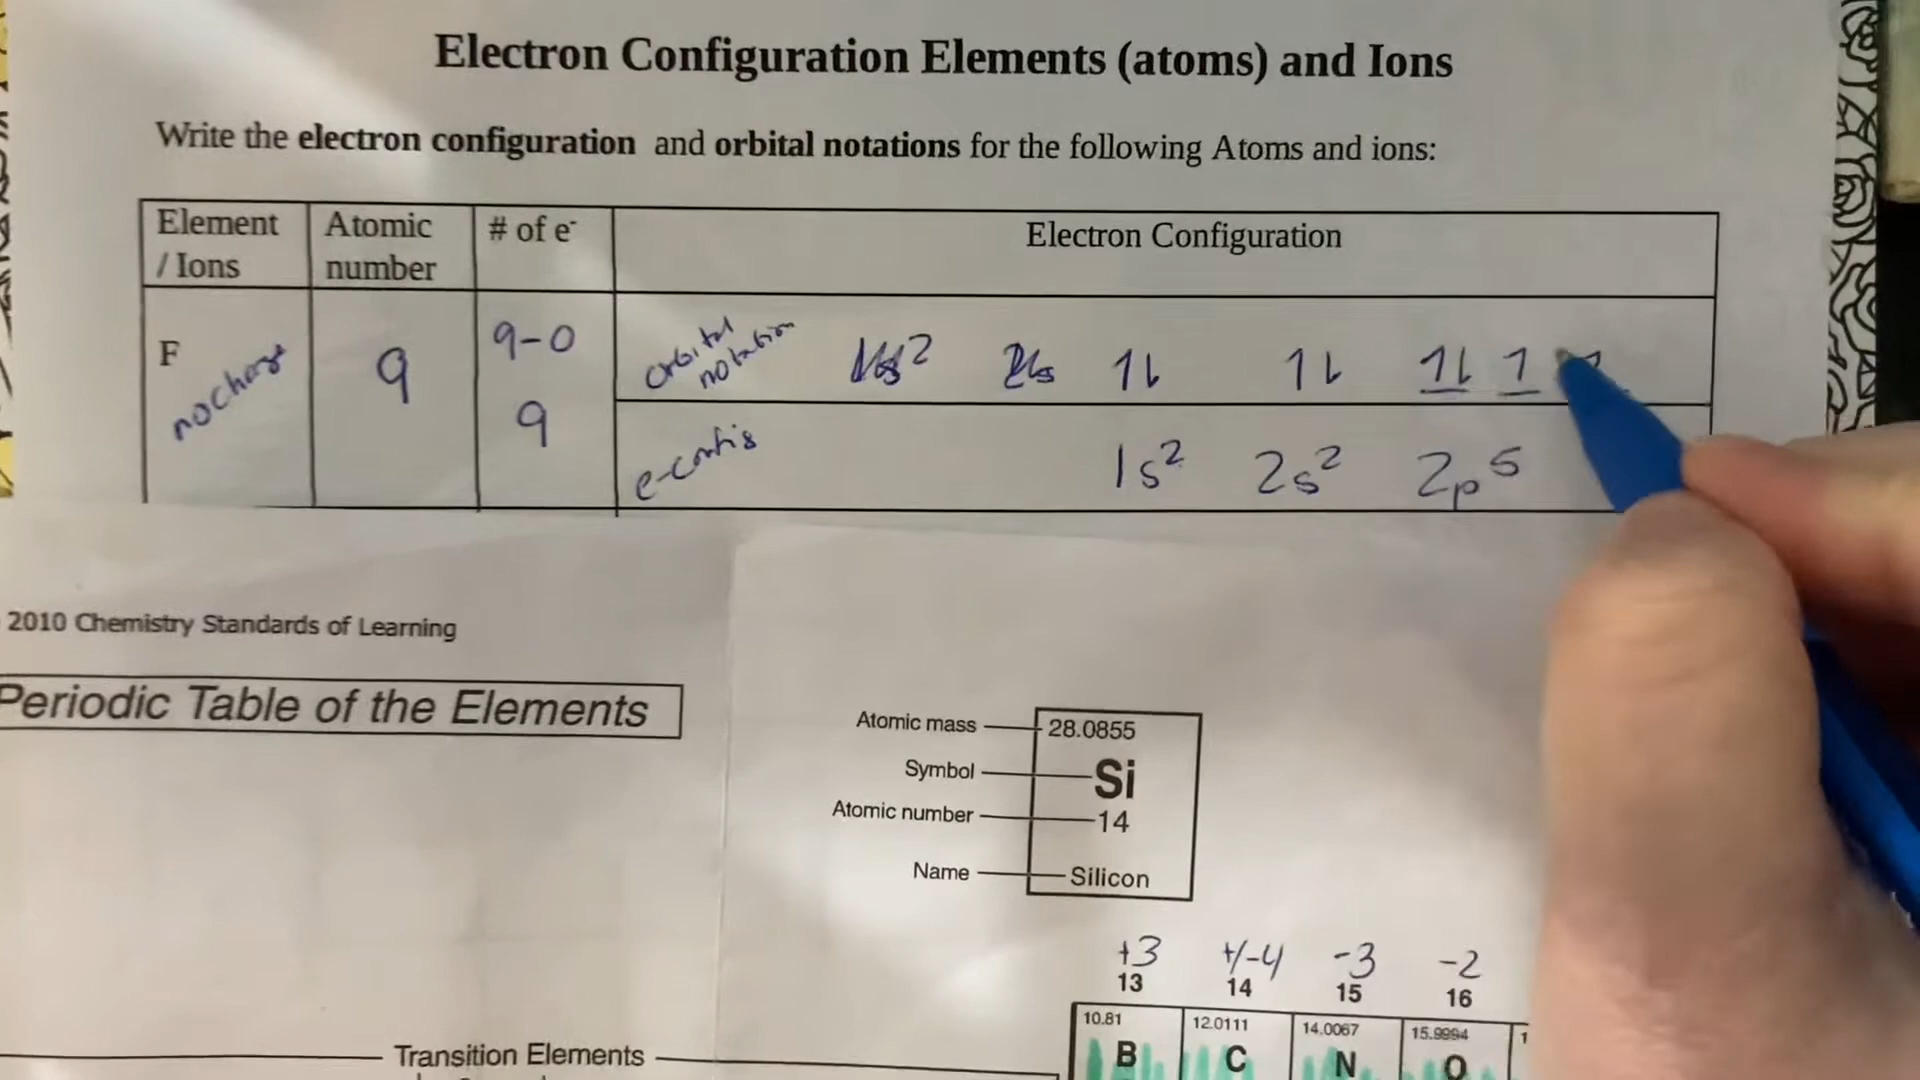 Electron Configuration Elements (atoms) and Ions
Write the electron configuration and orbital notations for the following Atoms and ions:
Element / Ions
Atomic number
# of e-
Electron Configuration
F
no charge
9
9-0
9
orbital notation
1s²
2s
1l
1l
1l 1
e-confis
1s²
2s²
2p⁵
2010 Chemistry Standards of Learning
Periodic Table of the Elements
Atomic mass
28.0855
Symbol
Si
Atomic number
14
Name
Silicon
+3
+/-4
-3
-2
13
14
15
16
10.81
12.0111
14.0067
15.9994
B
C
N
O
Transition Elements